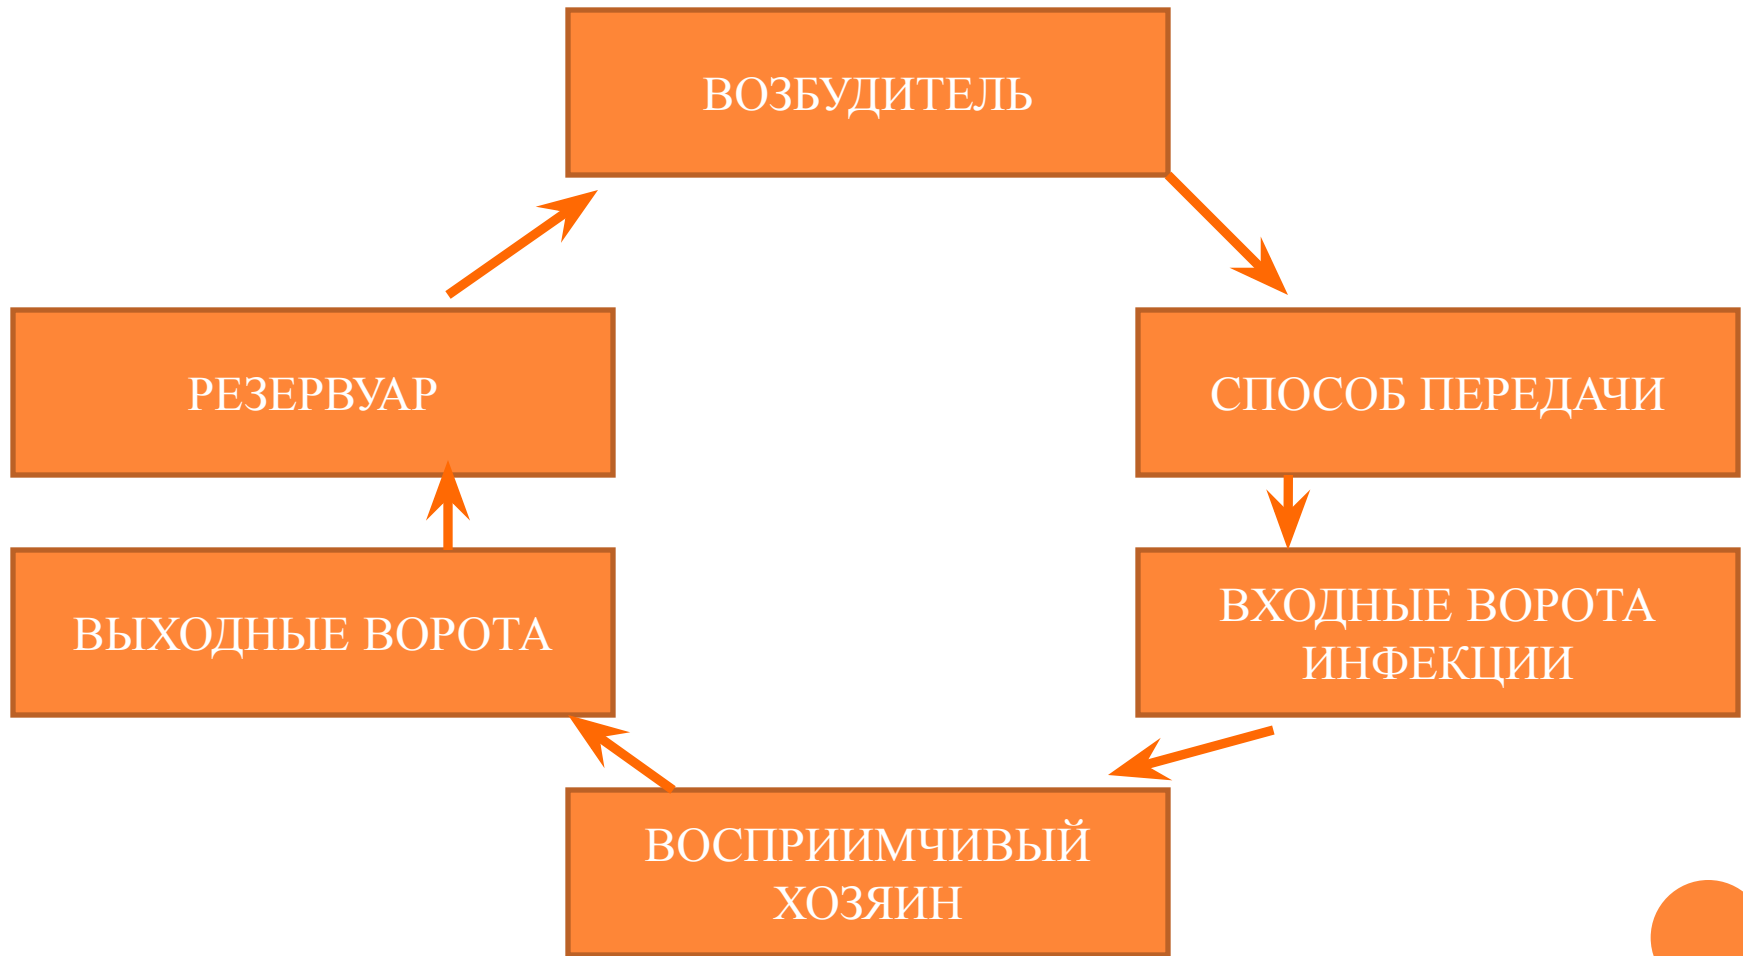 ВОЗБУДИТЕЛЬ
РЕЗЕРВУАР
СПОСОБ ПЕРЕДАЧИ
ВЫХОДНЫЕ ВОРОТА
ВХОДНЫЕ ВОРОТА
ИНФЕКЦИИ
ВОСПРИИМЧИВЫЙ
ХОЗЯИН